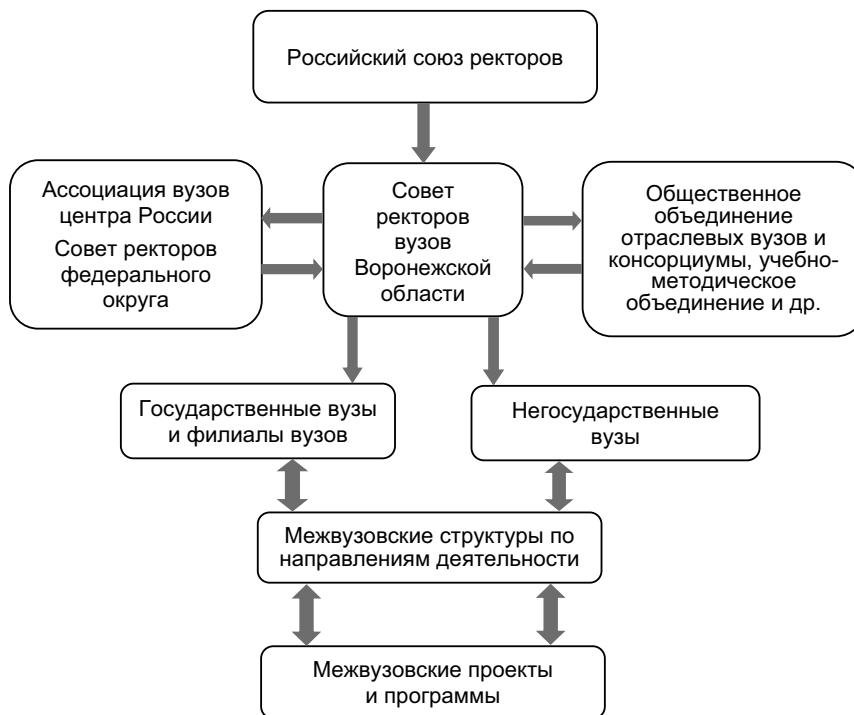 Российский союз ректоров
Ассоциация вузов
центра России
Совет ректоров
федерального
округа
Совет
ректоров
вузов
Воронежской
области
Общественное
объединение
отраслевых вузов и
консорциумы, учебно-
методическое
объединение и др.
Государственные вузы
и филиалы вузов
Негосударственные
вузы
Межвузовские структуры по
направлениям деятельности
Межвузовские проекты
и программы